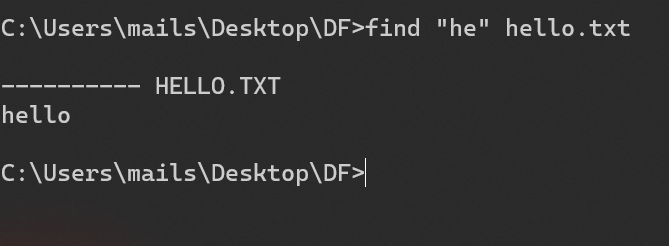 C:\Users\mails\Desktop\DF>find "he" hello.txt
---------- HELLO.TXT
hello
C:\Users\mails\Desktop\DF>